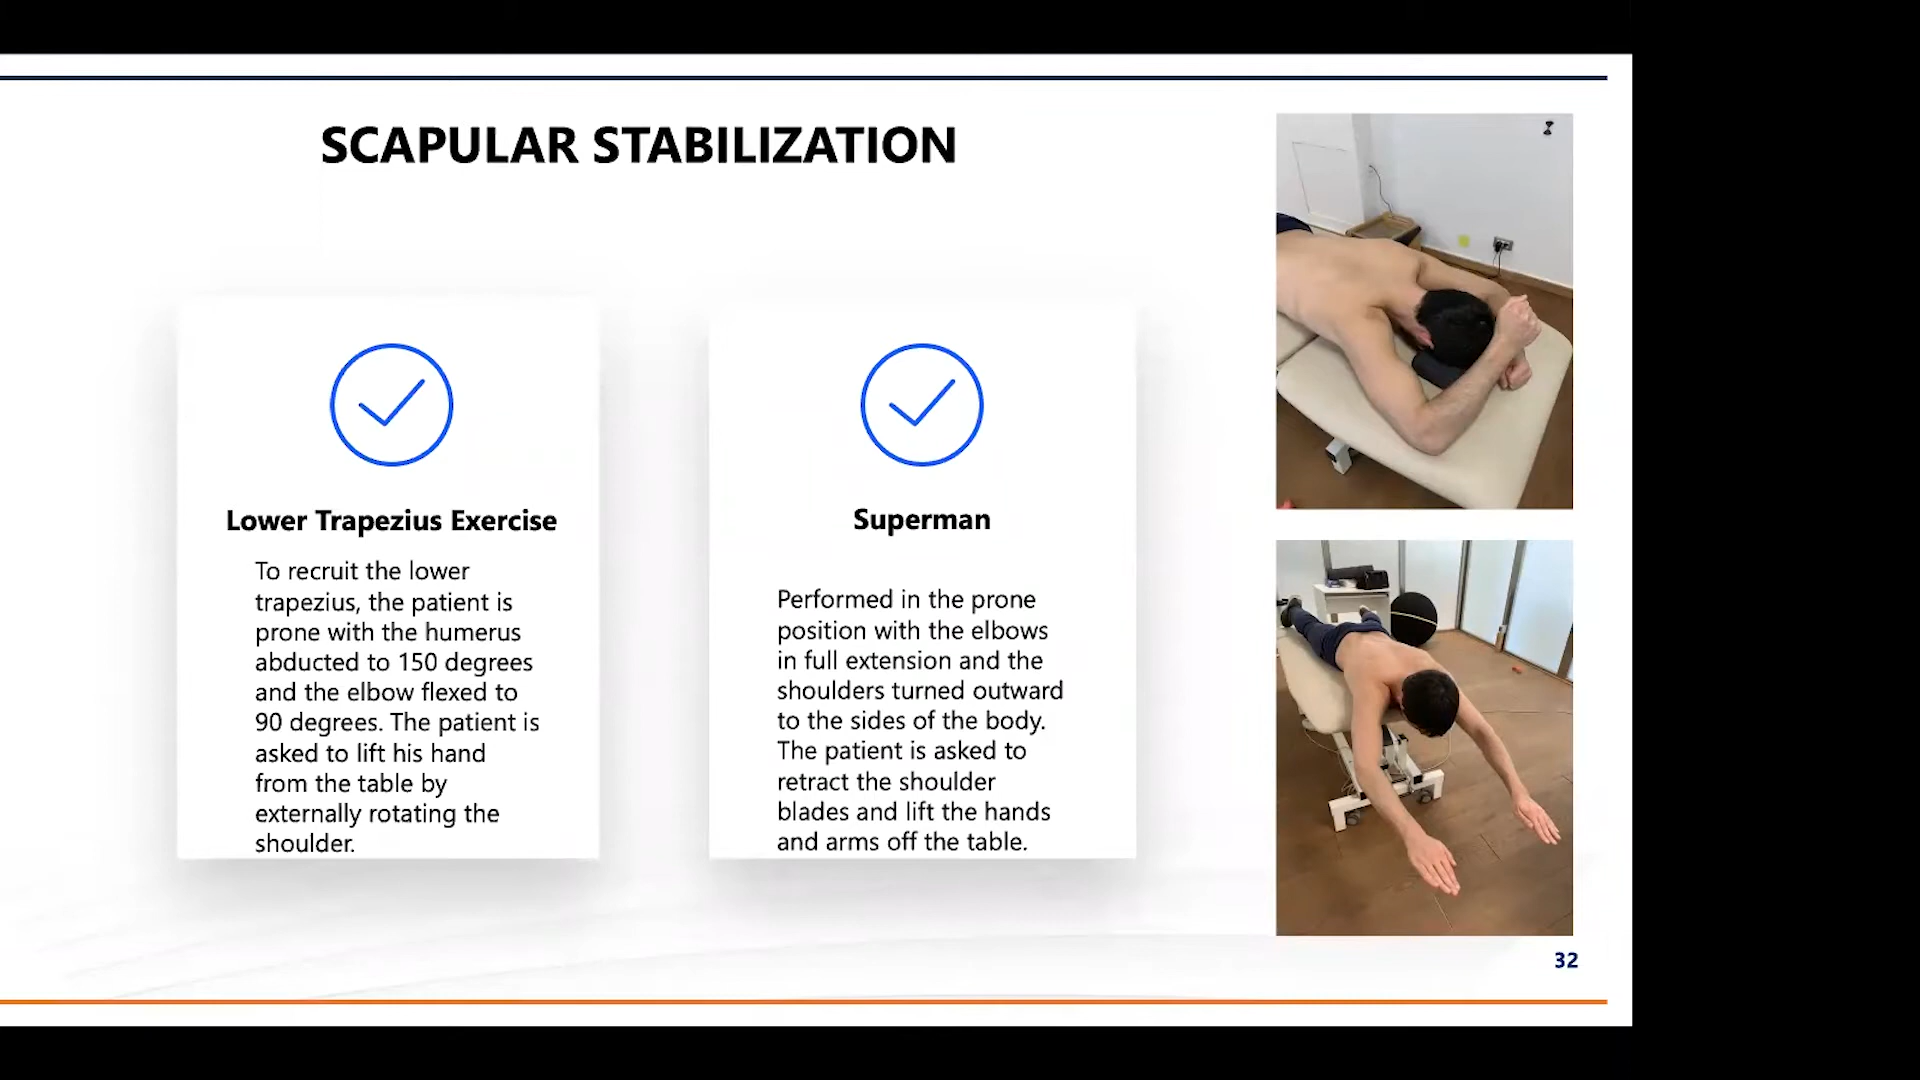 SCAPULAR STABILIZATION
Lower Trapezius Exercise
To recruit the lower
trapezius, the patient is
prone with the humerus
abducted to 150 degrees
and the elbow flexed to
90 degrees. The patient is
asked to lift his hand
from the table by
externally rotating the
shoulder.
Superman
Performed in the prone
position with the elbows
in full extension and the
shoulders turned outward
to the sides of the body.
The patient is asked to
retract the shoulder
blades and lift the hands
and arms off the table.
32